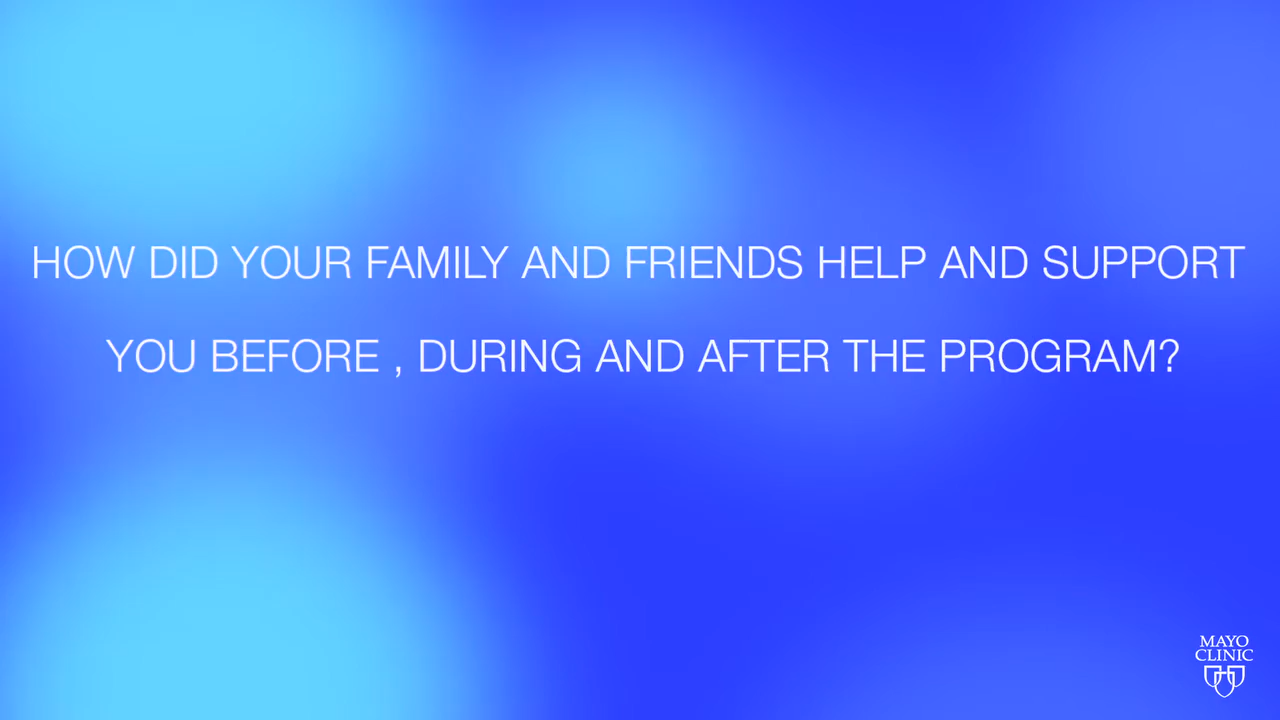 HOW DID YOUR FAMILY AND FRIENDS HELP AND SUPPORT
YOU BEFORE , DURING AND AFTER THE PROGRAM?
MAYO
CLINIC